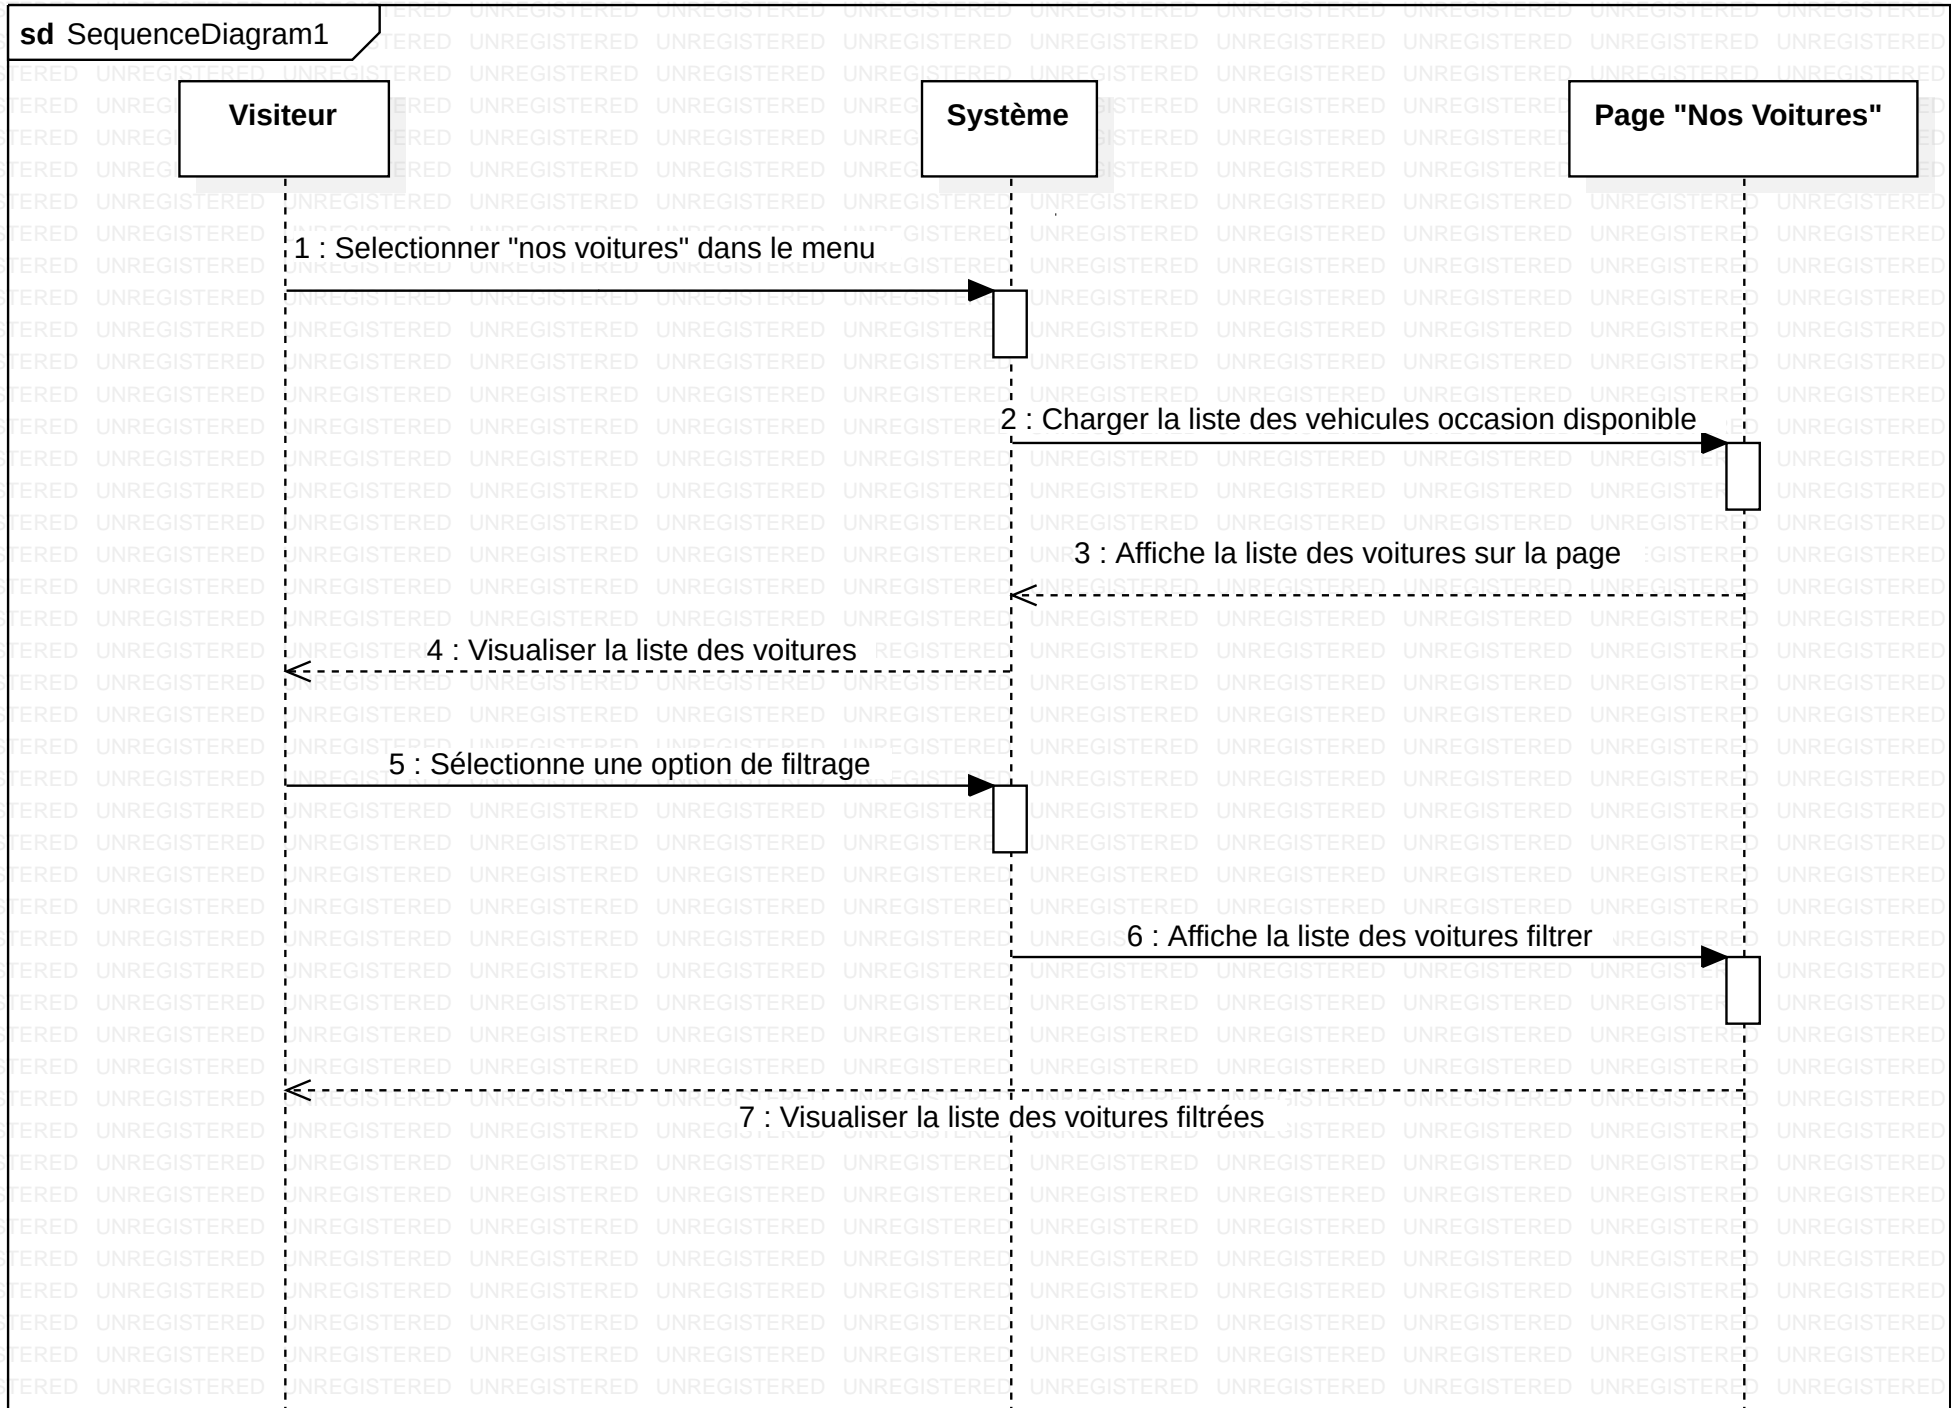 sd SequenceDiagram1
Visiteur
Système
Page "Nos Voitures"
1 : Selectionner "nos voitures" dans le menu
2 : Charger la liste des vehicules occasion disponible
3 : Affiche la liste des voitures sur la page
4 : Visualiser la liste des voitures
5 : Sélectionne une option de filtrage
6 : Affiche la liste des voitures filtrer
7 : Visualiser la liste des voitures filtrées
UNREGISTERED